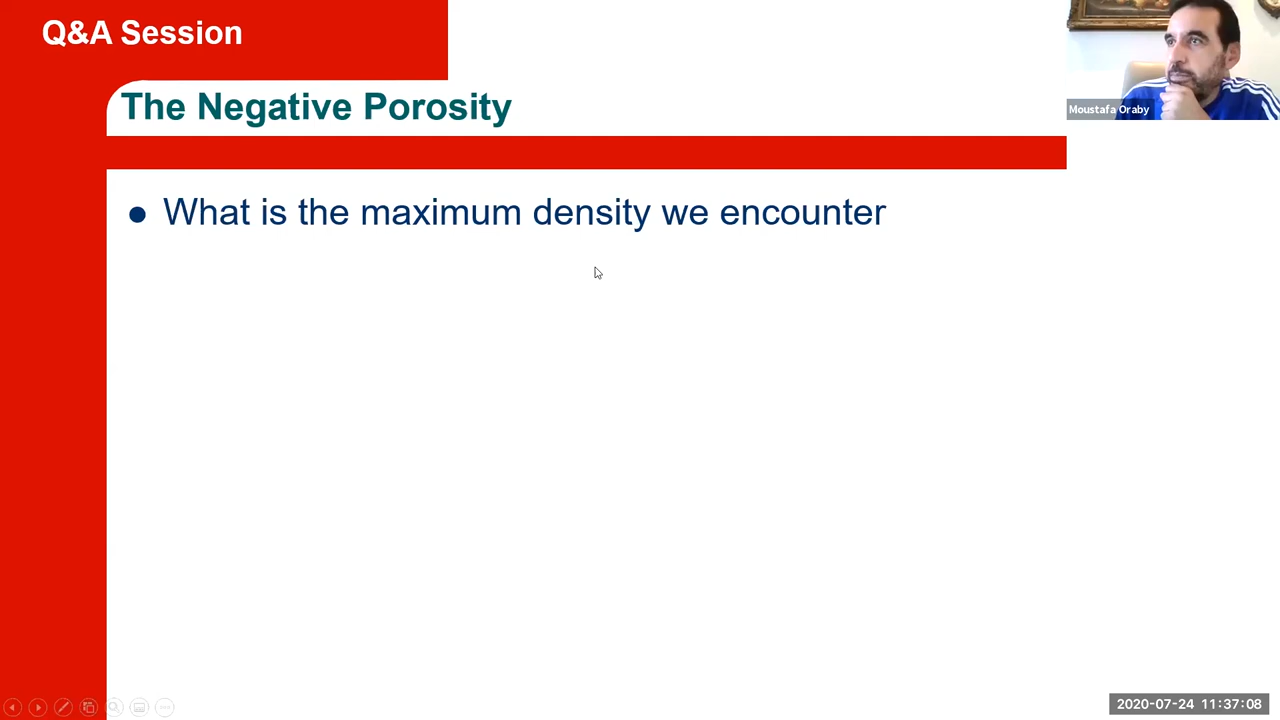 Q&A Session
The Negative Porosity
Moustafa Oraby
● What is the maximum density we encounter
2020-07-24 11:37:08